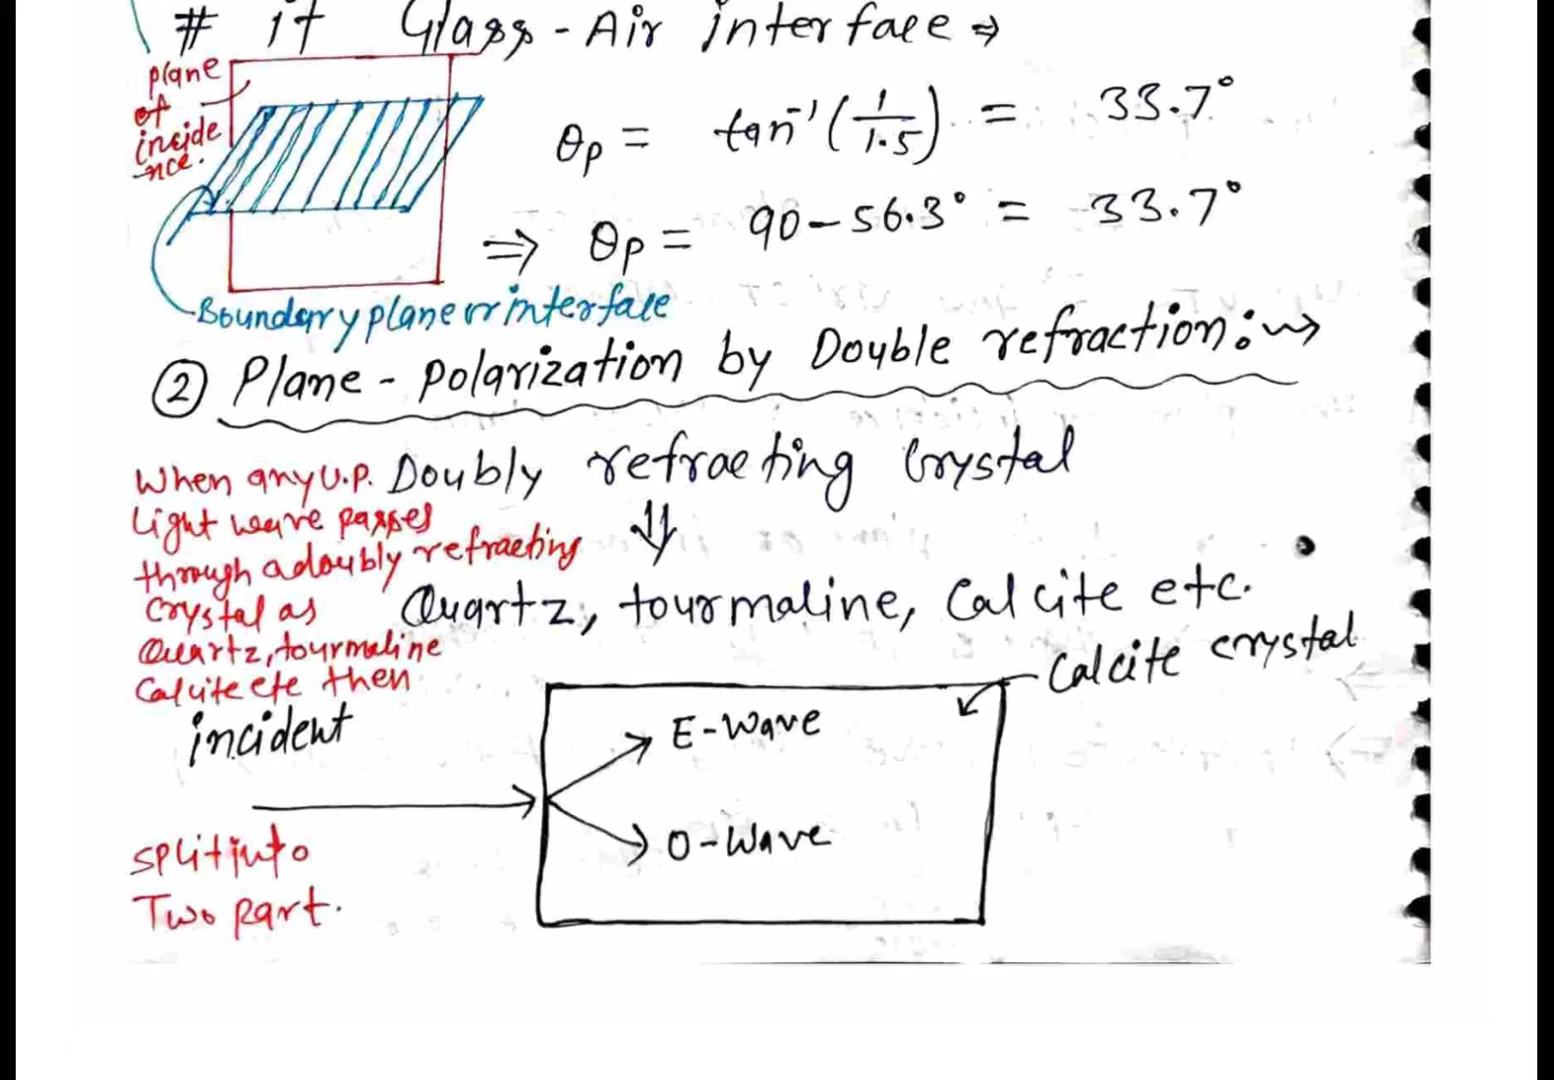 # if Glass - Air interface ⇒
plane
of
incide
nce.
θp = tan⁻¹(1/1.5) = 33.7°
⇒ θp = 90 - 56.3° = 33.7°
Boundary plane or interface
② Plane - Polarization by Double refraction:⇝
When any U.P.
Light wave passes
through a doubly refracting
crystal as
Quartz, tourmaline
Calcite etc then
Doubly refracting Crystal
⇓
Quartz, tourmaline, Calcite etc.
Calcite crystal
incident
E-Wave
O-Wave
split into
Two part.